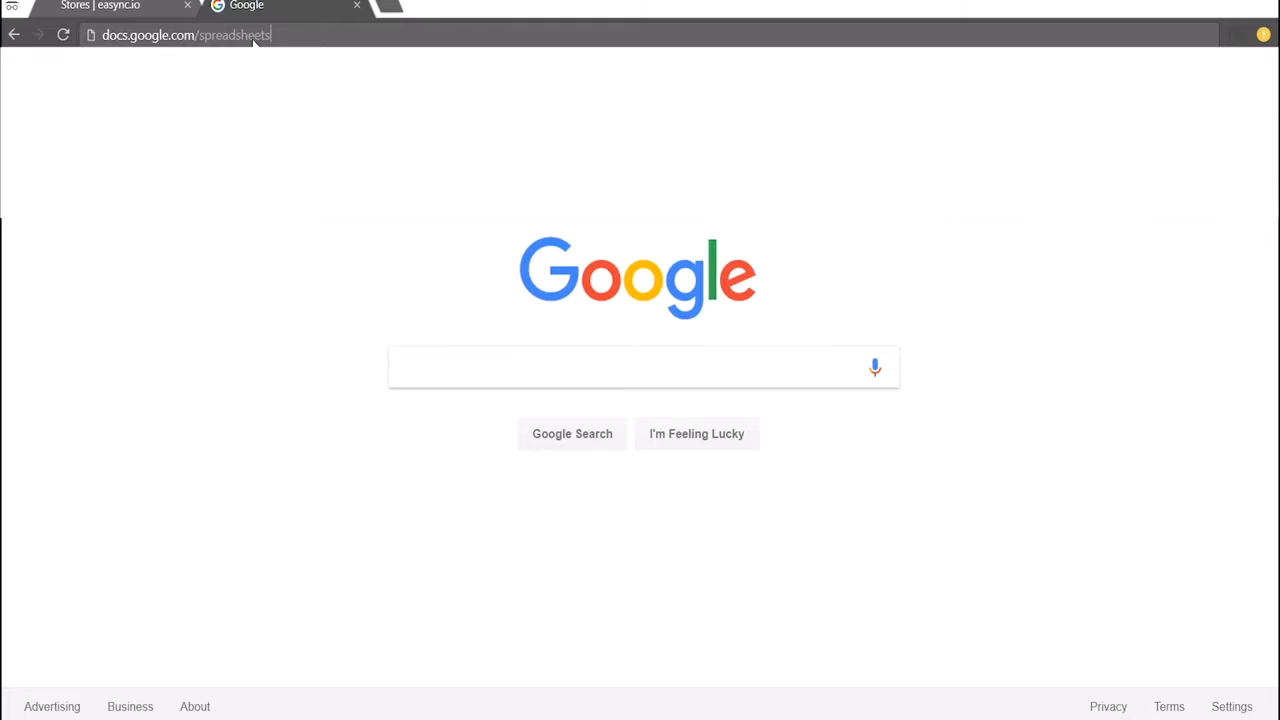 Stores | easync.io
Google
docs.google.com/spreadsheets
Google
Google Search
I'm Feeling Lucky
Advertising
Business
About
Privacy
Terms
Settings